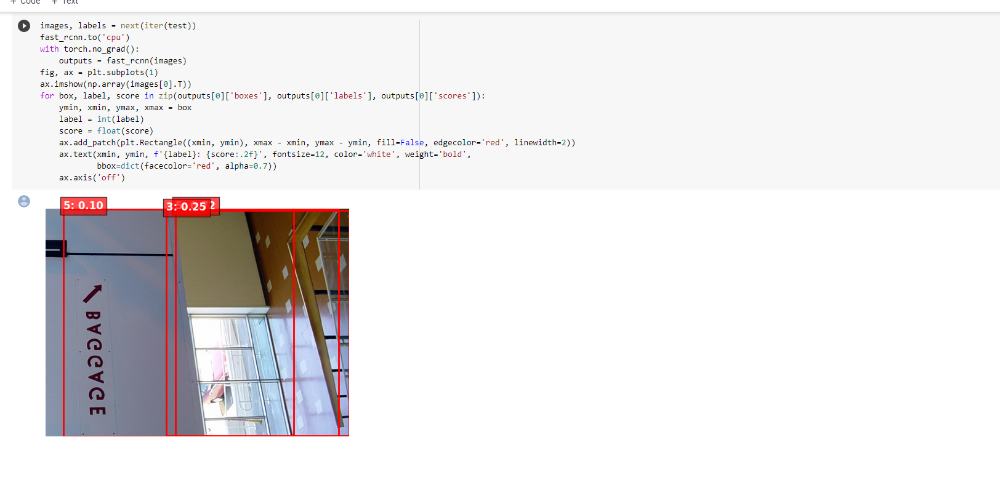 + Code + Text
images, labels = next(iter(test))
fast_rcnn.to('cpu')
with torch.no_grad():
    outputs = fast_rcnn(images)
fig, ax = plt.subplots(1)
ax.imshow(np.array(images[0].T))
for box, label, score in zip(outputs[0]['boxes'], outputs[0]['labels'], outputs[0]['scores']):
    ymin, xmin, ymax, xmax = box
    label = int(label)
    score = float(score)
    ax.add_patch(plt.Rectangle((xmin, ymin), xmax - xmin, ymax - ymin, fill=False, edgecolor='red', linewidth=2))
    ax.text(xmin, ymin, f'{label}: {score:.2f}', fontsize=12, color='white', weight='bold',
            bbox=dict(facecolor='red', alpha=0.7))
    ax.axis('off')
5: 0.10
3: 0.25
BAGGAGE